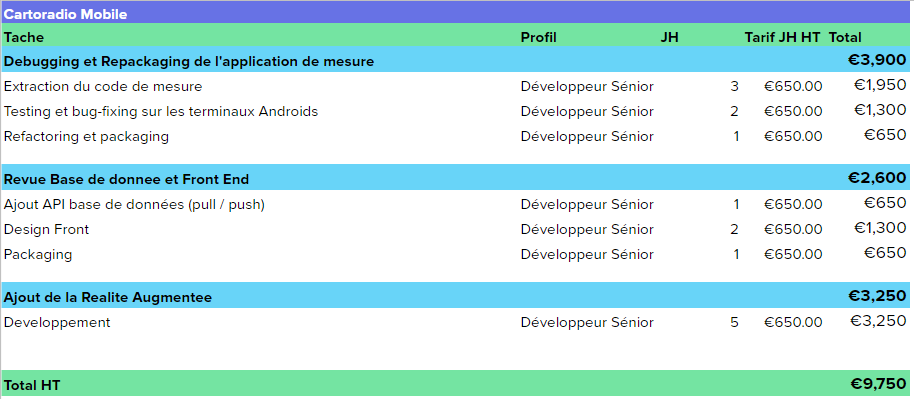 Cartoradio Mobile
Tache Profil JH Tarif JH HT Total
Debugging et Repackaging de l'application de mesure €3,900
Extraction du code de mesure Développeur Sénior 3 €650.00 €1,950
Testing et bug-fixing sur les terminaux Androids Développeur Sénior 2 €650.00 €1,300
Refactoring et packaging Développeur Sénior 1 €650.00 €650
Revue Base de donnee et Front End €2,600
Ajout API base de données (pull / push) Développeur Sénior 1 €650.00 €650
Design Front Développeur Sénior 2 €650.00 €1,300
Packaging Développeur Sénior 1 €650.00 €650
Ajout de la Realite Augmentee €3,250
Developpement Développeur Sénior 5 €650.00 €3,250
Total HT €9,750